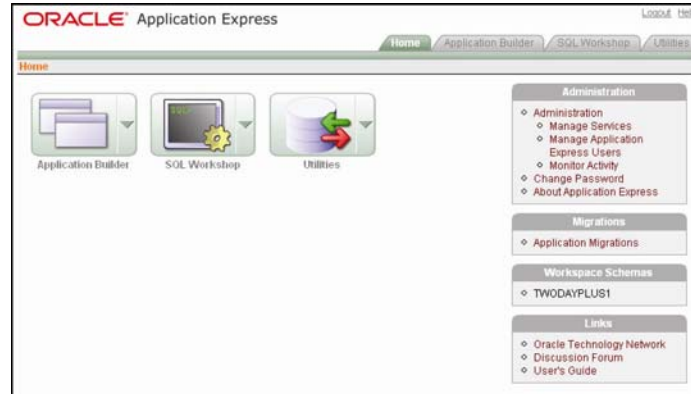 ORACLE Application Express
Logout
Home
Application Builder
SQL Workshop
Utilities
Home
Application Builder
SQL Workshop
Utilities
Administration
Administration
Manage Services
Manage Application
Express Users
Monitor Activity
Change Password
About Application Express
Migrations
Application Migrations
Workspace Schemas
TWODAYPLUS1
Links
Oracle Technology Network
Discussion Forum
User's Guide